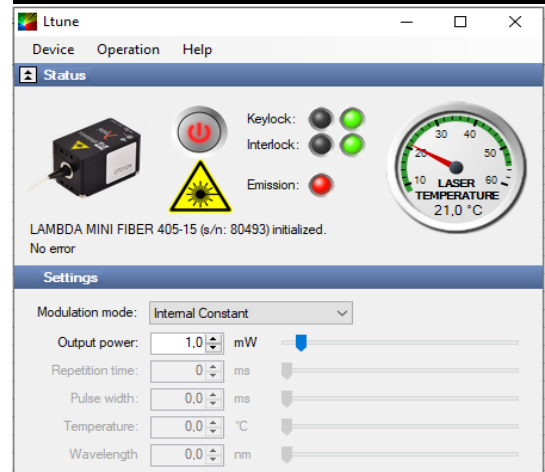 Ltune
Device Operation Help
Status
Keylock:
Interlock:
Emission:
10 20 30 40 50 60
LASER
TEMPERATURE
21,0 °C
LAMBDA MINI FIBER 405-15 (s/n: 80493) initialized.
No error
Settings
Modulation mode: Internal Constant
Output power: 1,0 mW
Repetition time: 0 ms
Pulse width: 0,0 ms
Temperature: 0,0 °C
Wavelength 0,0 nm